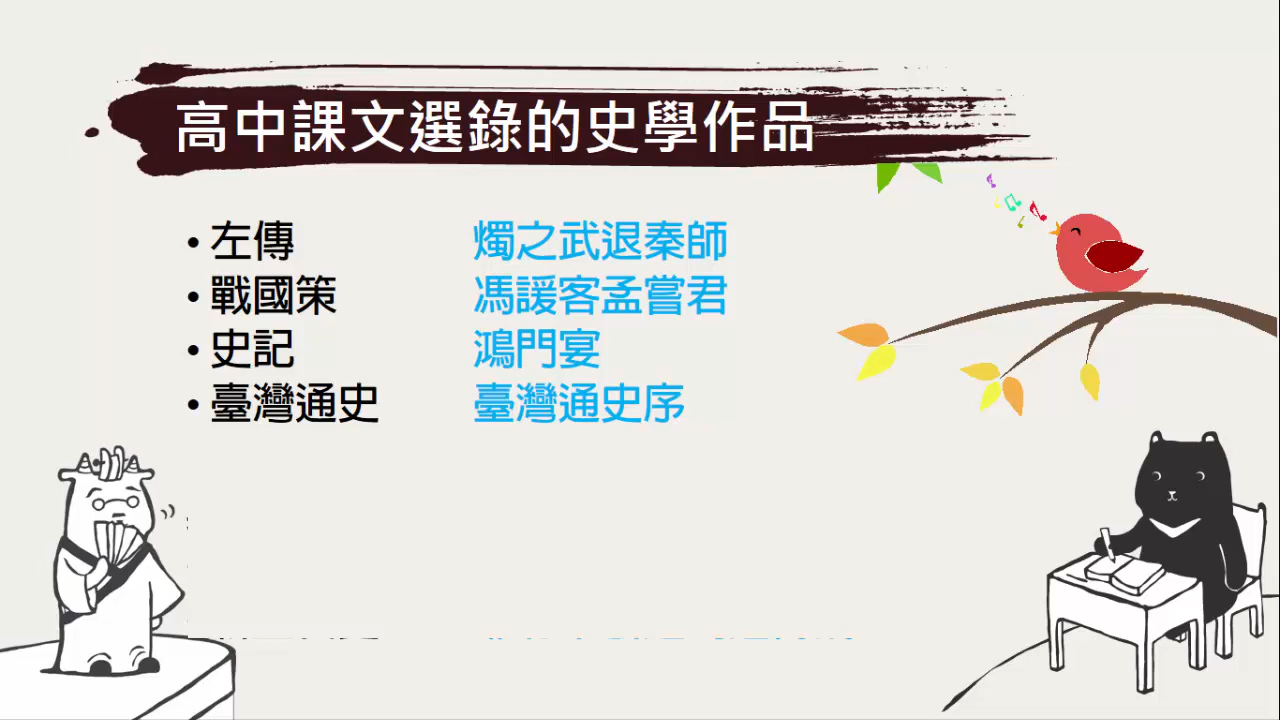 高中課文選錄的史學作品
• 左傳 燭之武退秦師
• 戰國策 馮諼客孟嘗君
• 史記 鴻門宴
• 臺灣通史 臺灣通史序